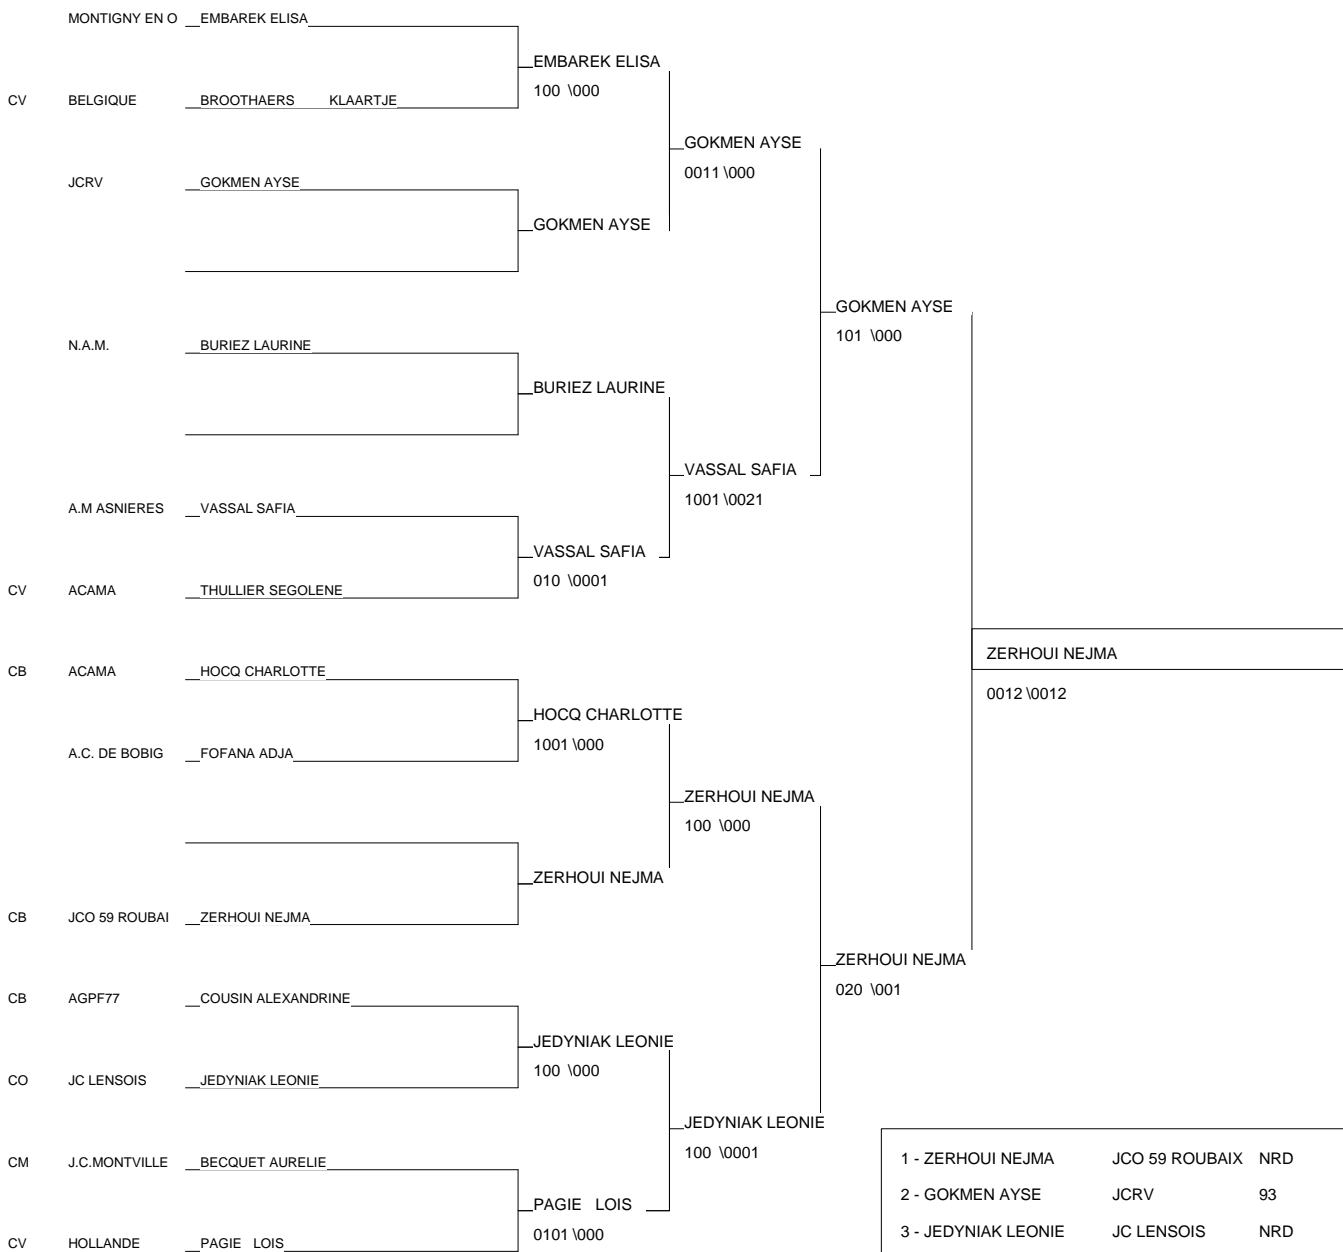 MONTIGNY EN O EMBAREK ELISA
EMBAREK ELISA
100 \000
CV BELGIQUE BROOTHAERS KLAARTJE
GOKMEN AYSE
0011 \000
JCRV GOKMEN AYSE
GOKMEN AYSE
GOKMEN AYSE
101 \000
N.A.M. BURIEZ LAURINE
BURIEZ LAURINE
VASSAL SAFIA
1001 \0021
A.M ASNIERES VASSAL SAFIA
VASSAL SAFIA
010 \0001
CV ACAMA THULLIER SEGOLENE
ZERHOUI NEJMA
0012 \0012
CB ACAMA HOCQ CHARLOTTE
HOCQ CHARLOTTE
1001 \000
A.C. DE BOBIG FOFANA ADJA
ZERHOUI NEJMA
100 \000
ZERHOUI NEJMA
CB JCO 59 ROUBAI ZERHOUI NEJMA
ZERHOUI NEJMA
020 \001
CB AGPF77 COUSIN ALEXANDRINE
JEDYNIAK LEONIE
100 \000
CO JC LENSOIS JEDYNIAK LEONIE
JEDYNIAK LEONIE
100 \0001
CM J.C.MONTVILLE BECQUET AURELIE
PAGIE LOIS
0101 \000
CV HOLLANDE PAGIE LOIS
1 - ZERHOUI NEJMA JCO 59 ROUBAIX NRD
2 - GOKMEN AYSE JCRV 93
3 - JEDYNIAK LEONIE JC LENSOIS NRD